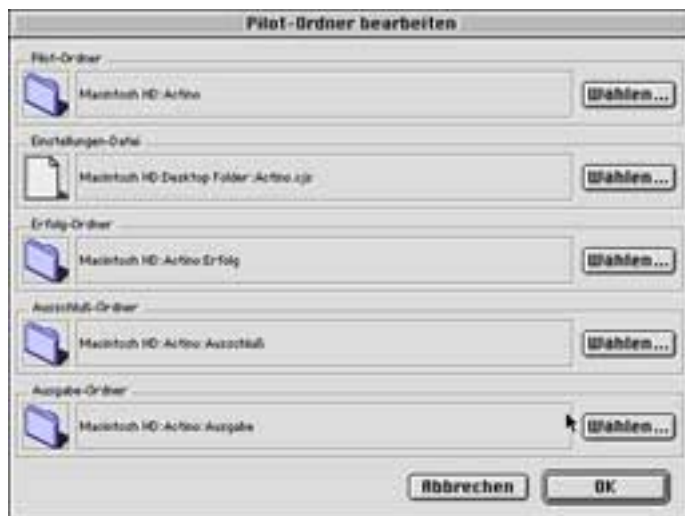 Pilot-Ordner bearbeiten
Pilot-Ordner
Macintosh HD:Actino
Wählen...
Einstellungen-Datei
Macintosh HD:Desktop Folder:Actino.cjs
Wählen...
Erfolg-Ordner
Macintosh HD:Actino:Erfolg
Wählen...
Ausschluß-Ordner
Macintosh HD:Actino:Ausschluß
Wählen...
Ausgabe-Ordner
Macintosh HD:Actino:Ausgabe
Wählen...
Abbrechen
OK